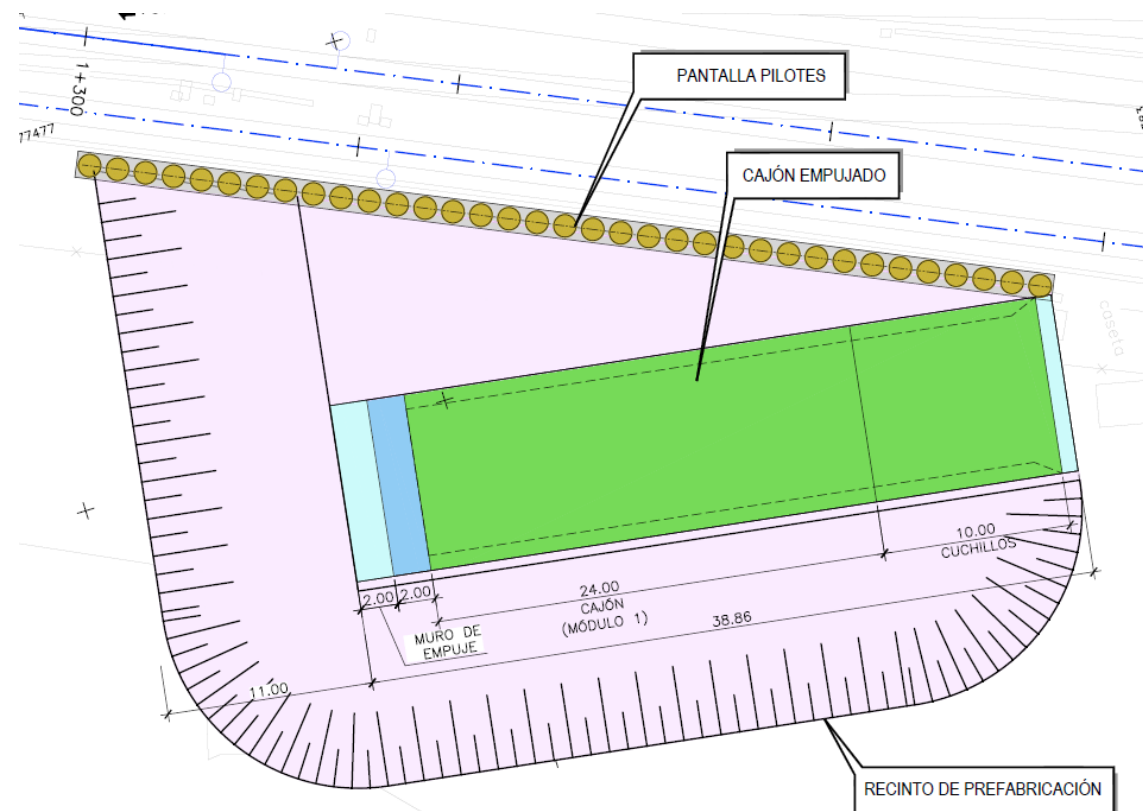 1+300
77477
PANTALLA PILOTES
CAJÓN EMPUJADO
caseta
10.00
CUCHILLOS
24.00
CAJÓN
(MÓDULO 1)
2.00
2.00
MURO DE
EMPUJE
38.86
11.00
RECINTO DE PREFABRICACIÓN